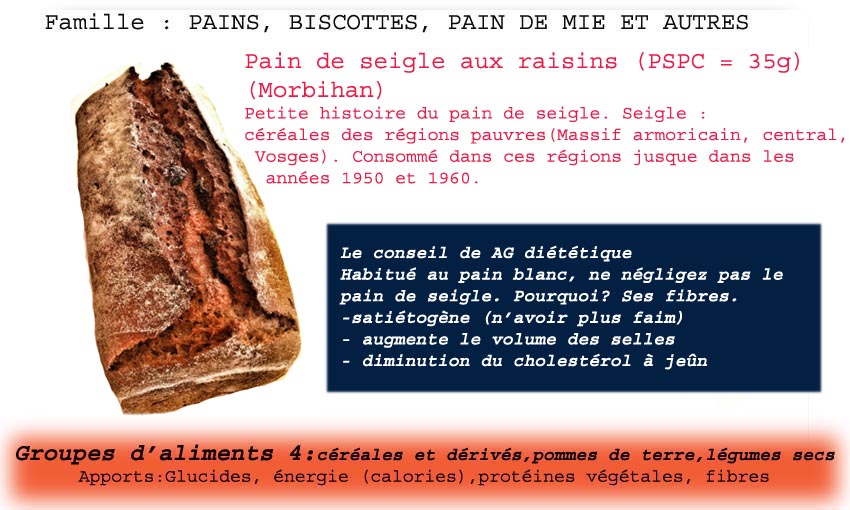 Famille : PAINS, BISCOTTES, PAIN DE MIE ET AUTRES
Pain de seigle aux raisins (PSPC = 35g)
(Morbihan)
Petite histoire du pain de seigle. Seigle :
céréales des régions pauvres(Massif armoricain, central,
Vosges). Consommé dans ces régions jusque dans les
années 1950 et 1960.
Le conseil de AG diététique
Habitué au pain blanc, ne négligez pas le
pain de seigle. Pourquoi? Ses fibres.
-satiétogène (n’avoir plus faim)
- augmente le volume des selles
- diminution du cholestérol à jeûn
Groupes d’aliments 4:céréales et dérivés,pommes de terre,légumes secs
Apports:Glucides, énergie (calories),protéines végétales, fibres